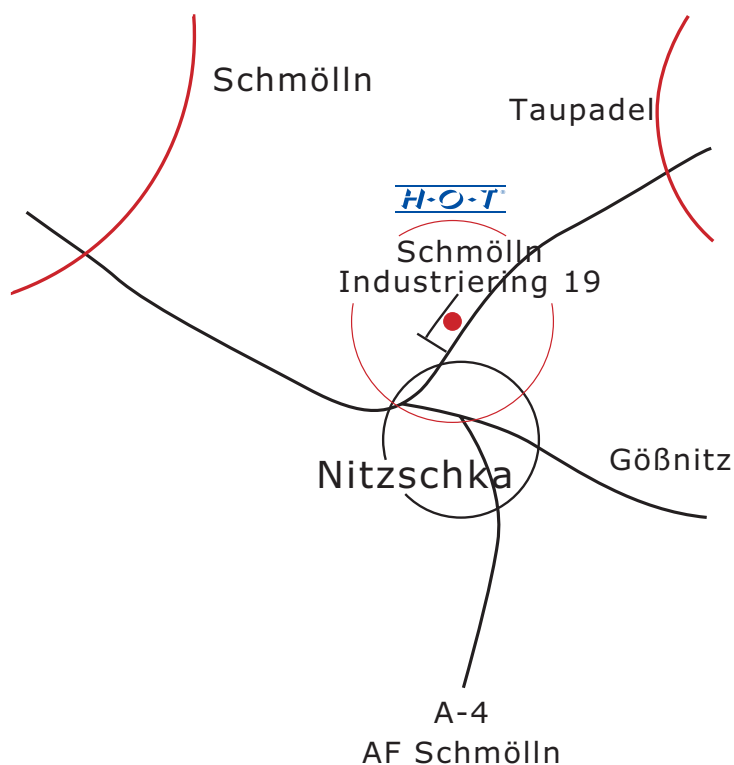 Schmölln
Taupadel
H·O·T®
Schmölln
Industriering 19
Gößnitz
Nitzschka
A-4
AF Schmölln